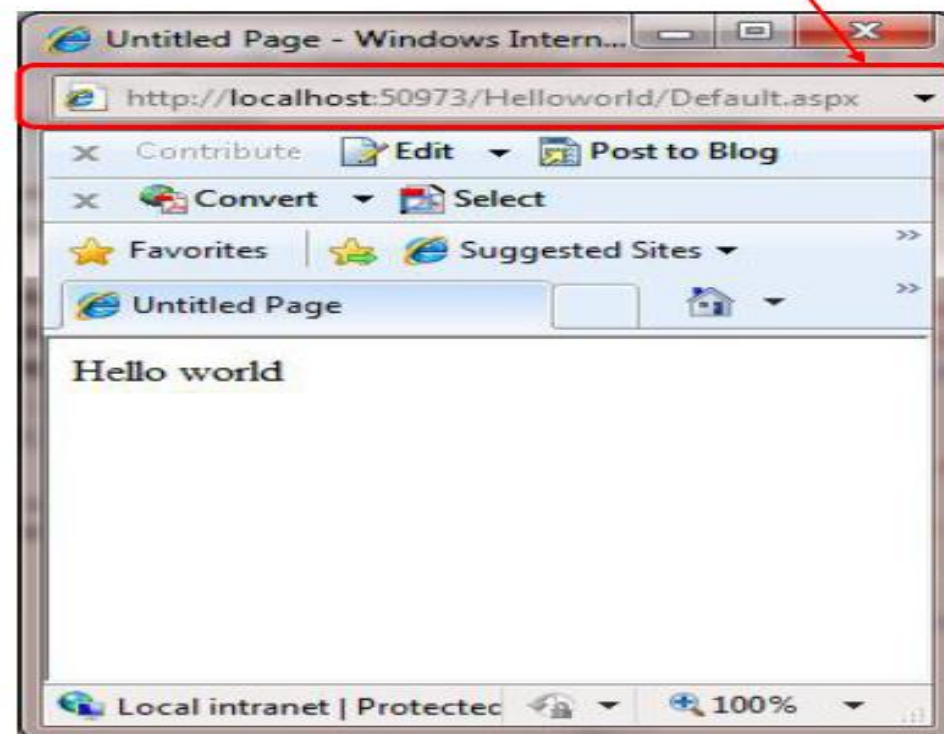 Untitled Page - Windows Intern...
http://localhost:50973/Helloworld/Default.aspx
x Contribute Edit Post to Blog
x Convert Select
Favorites Suggested Sites
Untitled Page
Hello world
Local intranet | Protected 100%